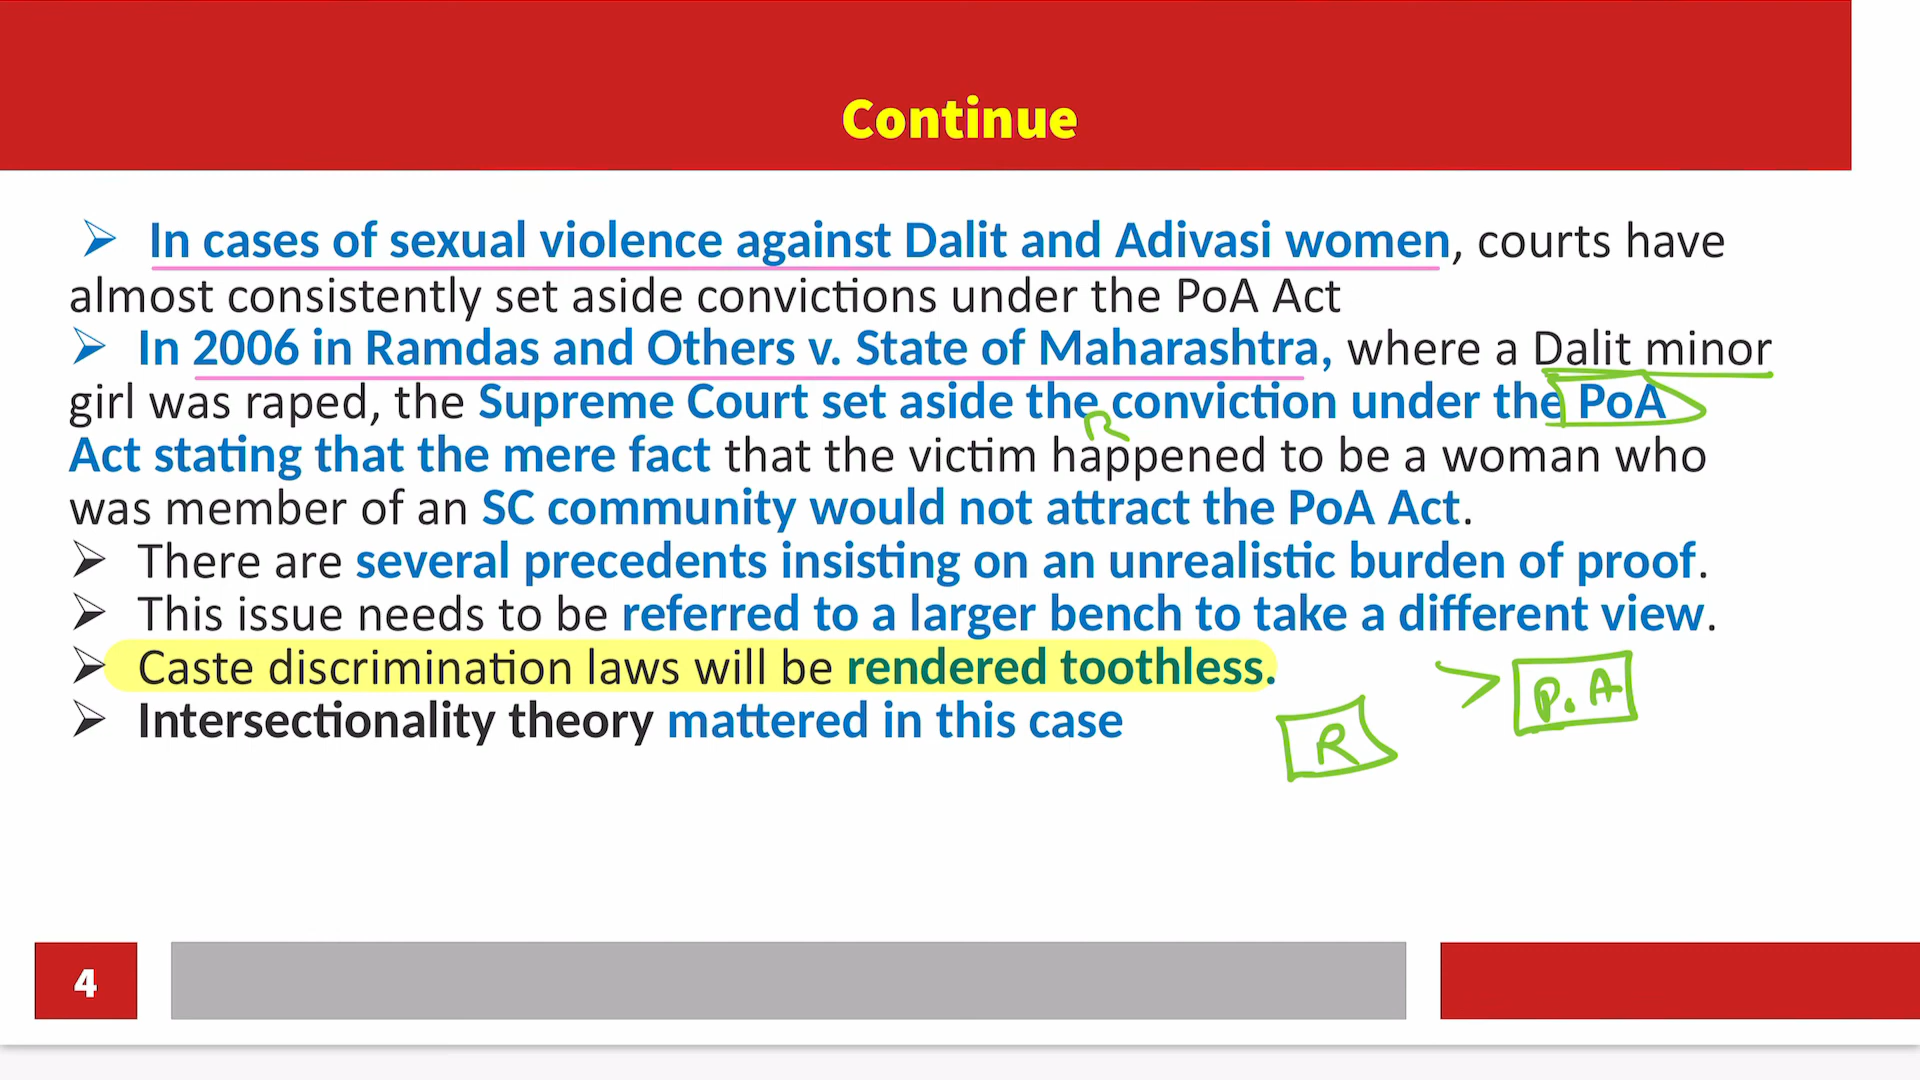 Continue
➢ In cases of sexual violence against Dalit and Adivasi women, courts have
almost consistently set aside convictions under the PoA Act
➢ In 2006 in Ramdas and Others v. State of Maharashtra, where a Dalit minor
girl was raped, the Supreme Court set aside the conviction under the PoA
R
Act stating that the mere fact that the victim happened to be a woman who
was member of an SC community would not attract the PoA Act.
➢ There are several precedents insisting on an unrealistic burden of proof.
➢ This issue needs to be referred to a larger bench to take a different view.
➢ Caste discrimination laws will be rendered toothless.
> P.A
➢ Intersectionality theory mattered in this case
R
4